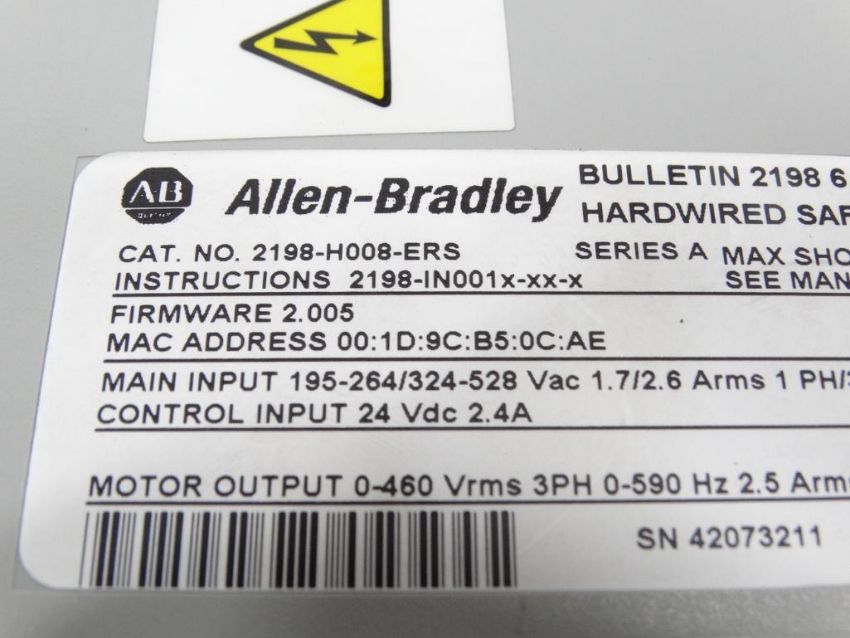 AB
Allen-Bradley
BULLETIN 2198 6
HARDWIRED SAF
CAT. NO. 2198-H008-ERS SERIES A MAX SHO
INSTRUCTIONS 2198-IN001x-xx-x SEE MAN
FIRMWARE 2.005
MAC ADDRESS 00:1D:9C:B5:0C:AE
MAIN INPUT 195-264/324-528 Vac 1.7/2.6 Arms 1 PH/
CONTROL INPUT 24 Vdc 2.4A
MOTOR OUTPUT 0-460 Vrms 3PH 0-590 Hz 2.5 Arm
SN 42073211